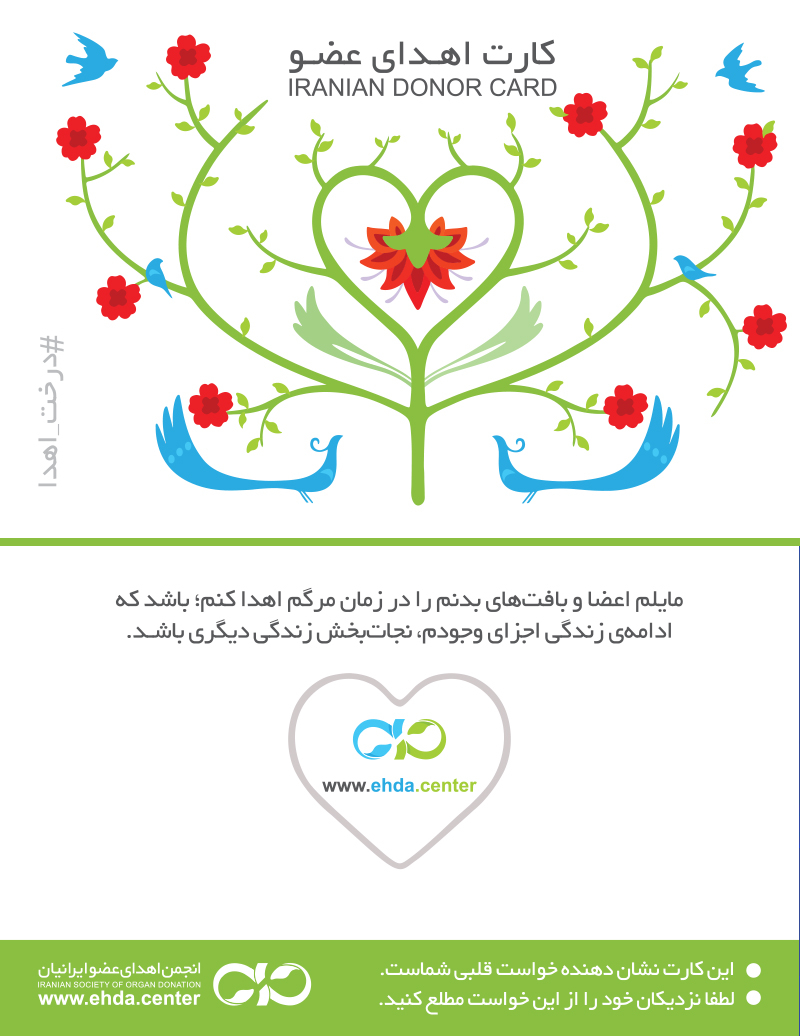 کارت اهدای عضو
IRANIAN DONOR CARD
#درخت_اهدا
مایلم اعضا و بافت‌های بدنم را در زمان مرگم اهدا کنم؛ باشد که
ادامه‌ی زندگی اجزای وجودم، نجات‌بخش زندگی دیگری باشد.
www.ehda.center
این کارت نشان دهنده خواست قلبی شماست.
لطفا نزدیکان خود را از این خواست مطلع کنید.
انجمن اهدای عضو ایرانیان
IRANIAN SOCIETY OF ORGAN DONATION
www.ehda.center